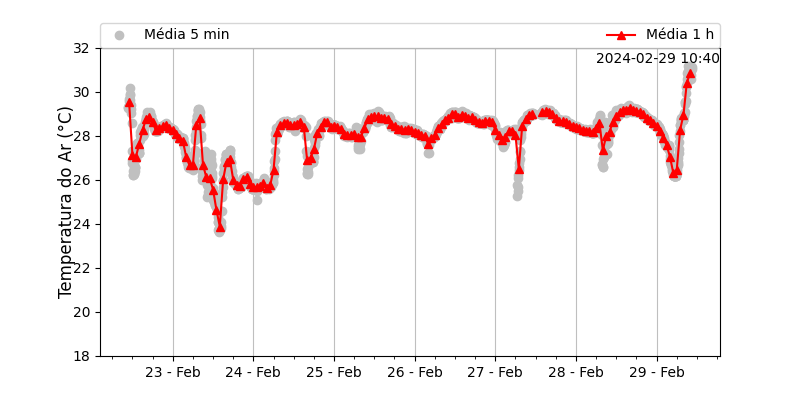 Média 5 min
Média 1 h
2024-02-29 10:40
Temperatura do Ar (°C)
32
30
28
26
24
22
20
18
23 - Feb
24 - Feb
25 - Feb
26 - Feb
27 - Feb
28 - Feb
29 - Feb